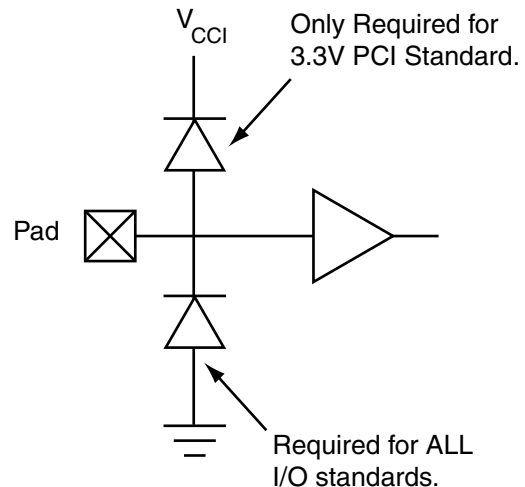 V_CCI
Only Required for
3.3V PCI Standard.
Pad
Required for ALL
I/O standards.